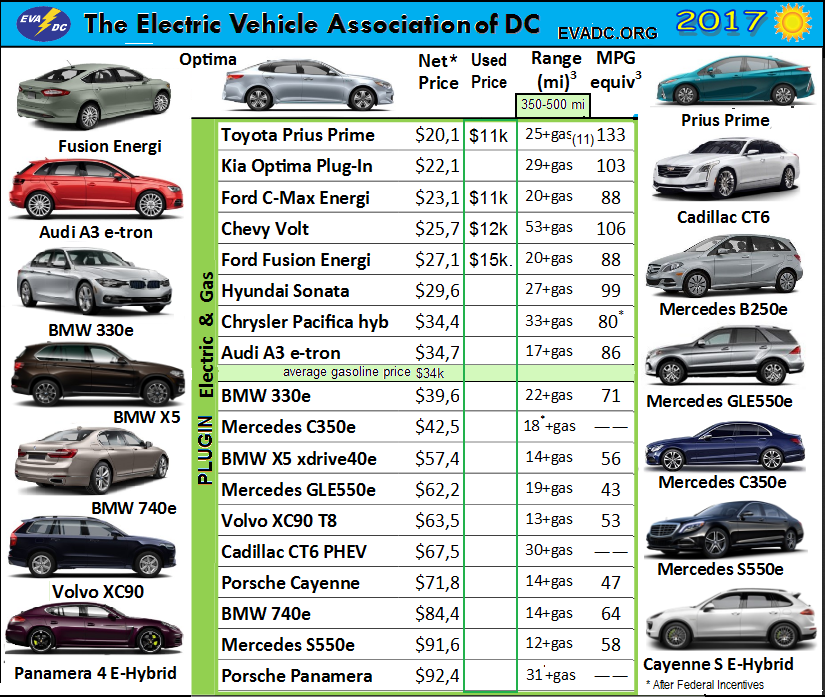 EVA DC The Electric Vehicle Association of DC EVADC.ORG 2017
Optima Net* Used Range MPG
Price Price (mi)3 equiv3
350-500 mi
Fusion Energi
Audi A3 e-tron
BMW 330e
BMW X5
BMW 740e
Volvo XC90
Panamera 4 E-Hybrid
PLUGIN Electric & Gas
Toyota Prius Prime $20,1 $11k 25+gas(11) 133
Kia Optima Plug-In $22,1 29+gas 103
Ford C-Max Energi $23,1 $11k 20+gas 88
Chevy Volt $25,7 $12k 53+gas 106
Ford Fusion Energi $27,1 $15k. 20+gas 88
Hyundai Sonata $29,6 27+gas 99
Chrysler Pacifica hyb $34,4 33+gas 80*
Audi A3 e-tron $34,7 17+gas 86
average gasoline price $34k
BMW 330e $39,6 22+gas 71
Mercedes C350e $42,5 18*+gas ——
BMW X5 xdrive40e $57,4 14+gas 56
Mercedes GLE550e $62,2 19+gas 43
Volvo XC90 T8 $63,5 13+gas 53
Cadillac CT6 PHEV $67,5 30+gas ——
Porsche Cayenne $71,8 14+gas 47
BMW 740e $84,4 14+gas 64
Mercedes S550e $91,6 12+gas 58
Porsche Panamera $92,4 31'+gas ——
Prius Prime
Cadillac CT6
Mercedes B250e
Mercedes GLE550e
Mercedes C350e
Mercedes S550e
Cayenne S E-Hybrid
* After Federal Incentives